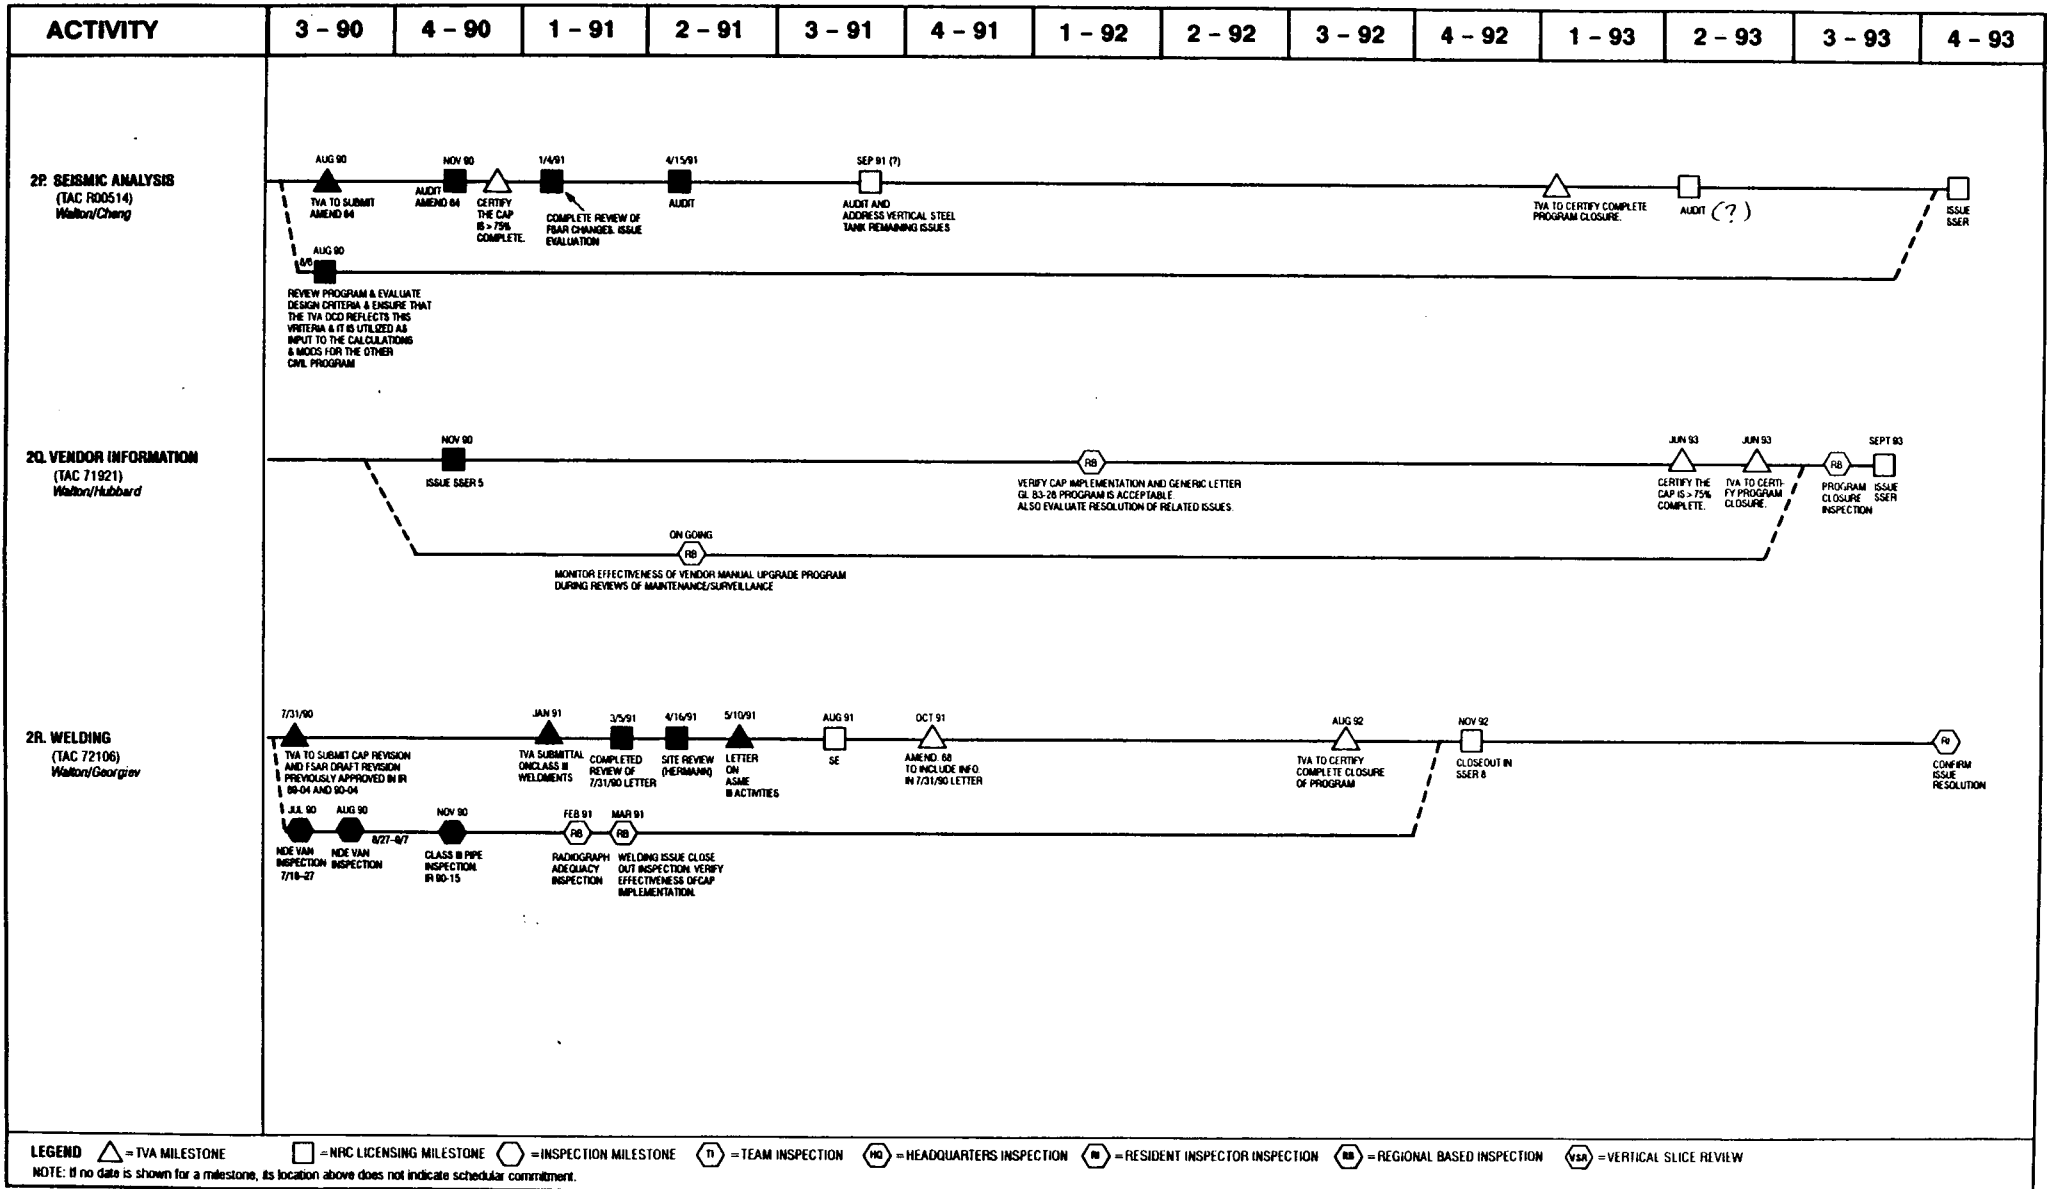 ACTIVITY
3 – 90
4 – 90
1 – 91
2 – 91
3 – 91
4 – 91
1 – 92
2 – 92
3 – 92
4 – 92
1 – 93
2 – 93
3 – 93
4 – 93
2P. SEISMIC ANALYSIS
(TAC R00514)
Walton/Cheng
AUG 90
TVA TO SUBMIT
AMEND 64
NOV 90
AUDIT
AMEND 64
CERTIFY
THE CAP
IS > 75%
COMPLETE.
1/4/91
COMPLETE REVIEW OF
FSAR CHANGES. ISSUE
EVALUATION
4/15/91
AUDIT
SEP 91 (?)
AUDIT AND
ADDRESS VERTICAL STEEL
TANK REMAINING ISSUES
TVA TO CERTIFY COMPLETE
PROGRAM CLOSURE.
AUDIT (?)
ISSUE
SSER
8/6
AUG 90
REVIEW PROGRAM & EVALUATE
DESIGN CRITERIA & ENSURE THAT
THE TVA DCD REFLECTS THIS
VRITERIA & IT IS UTILIZED AS
INPUT TO THE CALCULATIONS
& MODS FOR THE OTHER
CIVIL PROGRAM
2Q. VENDOR INFORMATION
(TAC 71921)
Walton/Hubbard
NOV 90
ISSUE SSER 5
RB
VERIFY CAP IMPLEMENTATION AND GENERIC LETTER
GL 83-28 PROGRAM IS ACCEPTABLE.
ALSO EVALUATE RESOLUTION OF RELATED ISSUES.
JUN 93
CERTIFY THE
CAP IS > 75%
COMPLETE.
JUN 93
TVA TO CERTI-
FY PROGRAM
CLOSURE.
RB
PROGRAM
CLOSURE
INSPECTION
SEPT 93
ISSUE
SSER
ON GOING
RB
MONITOR EFFECTIVENESS OF VENDOR MANUAL UPGRADE PROGRAM
DURING REVIEWS OF MAINTENANCE/SURVEILLANCE
2R. WELDING
(TAC 72106)
Walton/Georgiev
7/31/90
TVA TO SUBMIT CAP REVISION
AND FSAR DRAFT REVISION
PREVIOUSLY APPROVED IN IR
89-04 AND 90-04
JAN 91
TVA SUBMITTAL
ONCLASS III
WELDMENTS
3/5/91
COMPLETED
REVIEW OF
7/31/90 LETTER
4/16/91
SITE REVIEW
(HERMANN)
5/10/91
LETTER
ON
ASME
III ACTIVITIES
AUG 91
SE
OCT 91
AMEND. 68
TO INCLUDE INFO.
IN 7/31/90 LETTER
AUG 92
TVA TO CERTIFY
COMPLETE CLOSURE
OF PROGRAM
NOV 92
CLOSEOUT IN
SSER 8
RI
CONFIRM
ISSUE
RESOLUTION
JUL 90
NDE VAN
INSPECTION
7/18–27
AUG 90
8/27–9/7
NDE VAN
INSPECTION
NOV 90
CLASS III PIPE
INSPECTION.
IR 90-15
FEB 91
RB
RADIOGRAPH
ADEQUACY
INSPECTION
MAR 91
RB
WELDING ISSUE CLOSE
OUT INSPECTION. VERIFY
EFFECTIVENESS OFCAP
IMPLEMENTATION.
LEGEND = TVA MILESTONE = NRC LICENSING MILESTONE = INSPECTION MILESTONE TI = TEAM INSPECTION HQ = HEADQUARTERS INSPECTION RI = RESIDENT INSPECTOR INSPECTION RB = REGIONAL BASED INSPECTION VSR = VERTICAL SLICE REVIEW
NOTE: If no date is shown for a milestone, its location above does not indicate schedular commitment.